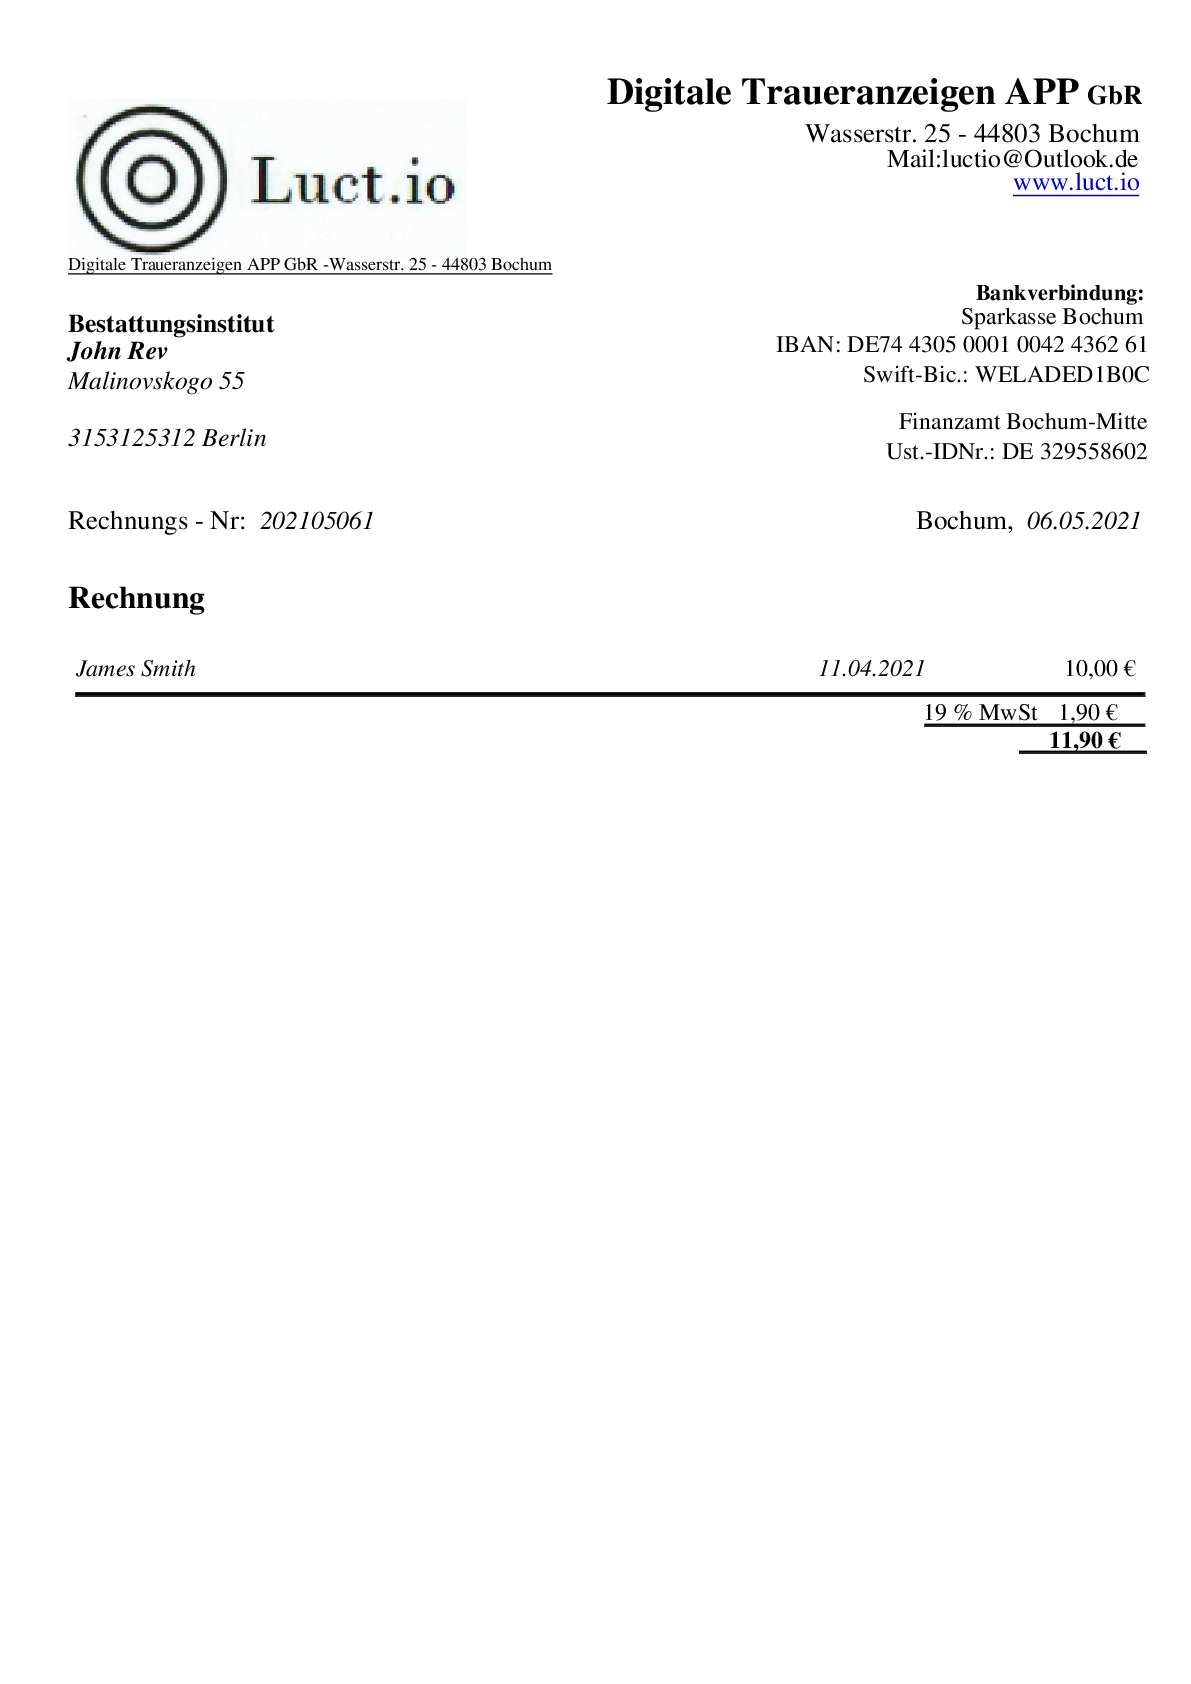 Digitale Traueranzeigen APP GbR
Wasserstr. 25 - 44803 Bochum
Mail:luctio@Outlook.de
www.luct.io
Luct.io
Digitale Traueranzeigen APP GbR -Wasserstr. 25 - 44803 Bochum
Bankverbindung:
Sparkasse Bochum
IBAN: DE74 4305 0001 0042 4362 61
Swift-Bic.: WELADED1B0C
Finanzamt Bochum-Mitte
Ust.-IDNr.: DE 329558602
Bestattungsinstitut
John Rev
Malinovskogo 55
3153125312 Berlin
Rechnungs - Nr: 202105061
Bochum, 06.05.2021
Rechnung
James Smith 11.04.2021 10,00 €
19 % MwSt 1,90 €
11,90 €